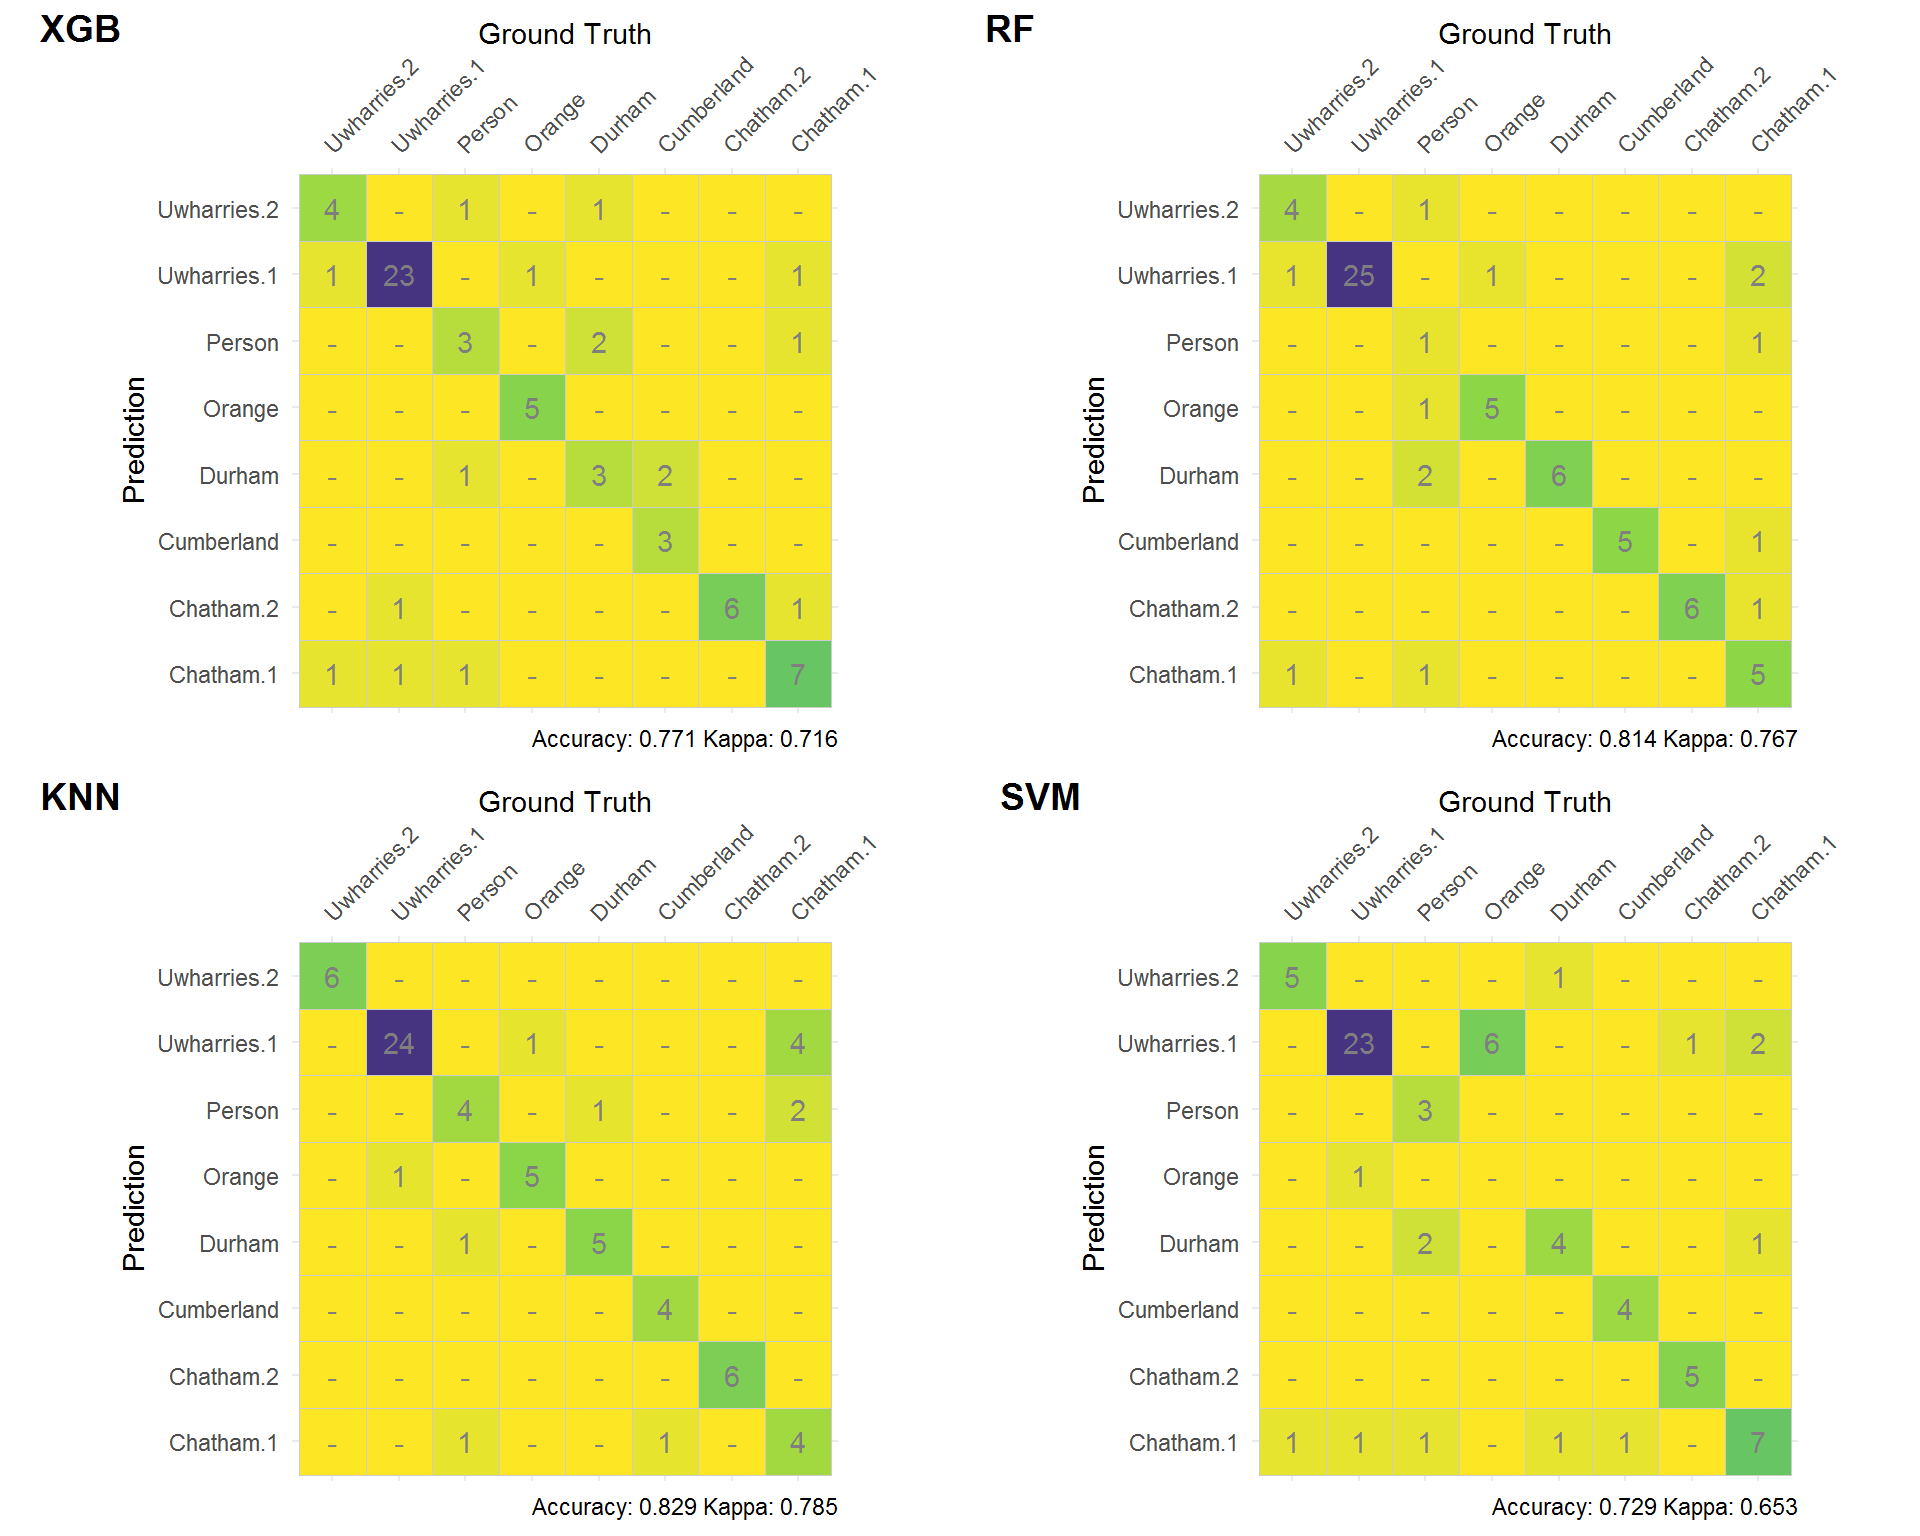 XGB
Ground Truth
Uwharries.2 Uwharries.1 Person Orange Durham Cumberland Chatham.2 Chatham.1
Prediction
Uwharries.2 4 - 1 - 1 - - -
Uwharries.1 1 23 - 1 - - - 1
Person - - 3 - 2 - - 1
Orange - - - 5 - - - -
Durham - - 1 - 3 2 - -
Cumberland - - - - - 3 - -
Chatham.2 - 1 - - - - 6 1
Chatham.1 1 1 1 - - - - 7
Accuracy: 0.771 Kappa: 0.716
RF
Ground Truth
Uwharries.2 Uwharries.1 Person Orange Durham Cumberland Chatham.2 Chatham.1
Prediction
Uwharries.2 4 - 1 - - - - -
Uwharries.1 1 25 - 1 - - - 2
Person - - 1 - - - - 1
Orange - - 1 5 - - - -
Durham - - 2 - 6 - - -
Cumberland - - - - - 5 - 1
Chatham.2 - - - - - - 6 1
Chatham.1 1 - 1 - - - - 5
Accuracy: 0.814 Kappa: 0.767
KNN
Ground Truth
Uwharries.2 Uwharries.1 Person Orange Durham Cumberland Chatham.2 Chatham.1
Prediction
Uwharries.2 6 - - - - - - -
Uwharries.1 - 24 - 1 - - - 4
Person - - 4 - 1 - - 2
Orange - 1 - 5 - - - -
Durham - - 1 - 5 - - -
Cumberland - - - - - 4 - -
Chatham.2 - - - - - - 6 -
Chatham.1 - - 1 - - 1 - 4
Accuracy: 0.829 Kappa: 0.785
SVM
Ground Truth
Uwharries.2 Uwharries.1 Person Orange Durham Cumberland Chatham.2 Chatham.1
Prediction
Uwharries.2 5 - - - 1 - - -
Uwharries.1 - 23 - 6 - - 1 2
Person - - 3 - - - - -
Orange - 1 - - - - - -
Durham - - 2 - 4 - - 1
Cumberland - - - - - 4 - -
Chatham.2 - - - - - - 5 -
Chatham.1 1 1 1 - 1 1 - 7
Accuracy: 0.729 Kappa: 0.653